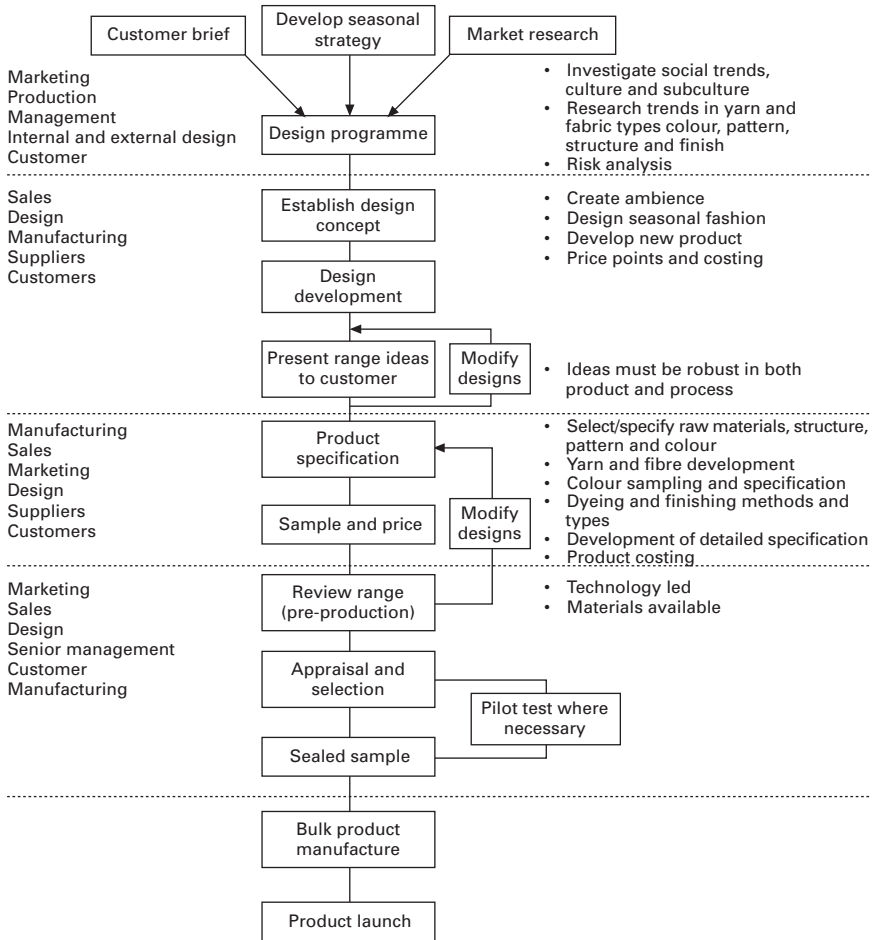 Develop seasonal
strategy
Customer brief
Market research
Marketing
Production
Management
Internal and external design
Customer
Design programme
• Investigate social trends,
culture and subculture
• Research trends in yarn and
fabric types colour, pattern,
structure and finish
• Risk analysis
Sales
Design
Manufacturing
Suppliers
Customers
Establish design
concept
Design
development
Present range ideas
to customer
Modify
designs
• Create ambience
• Design seasonal fashion
• Develop new product
• Price points and costing
• Ideas must be robust in both
product and process
Manufacturing
Sales
Marketing
Design
Suppliers
Customers
Product
specification
Sample and price
Modify
designs
• Select/specify raw materials, structure,
pattern and colour
• Yarn and fibre development
• Colour sampling and specification
• Dyeing and finishing methods and
types
• Development of detailed specification
• Product costing
Marketing
Sales
Design
Senior management
Customer
Manufacturing
Review range
(pre-production)
Appraisal and
selection
Pilot test where
necessary
Sealed sample
• Technology led
• Materials available
Bulk product
manufacture
Product launch